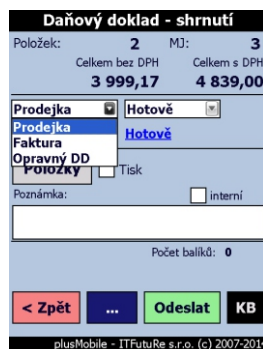 Daňový doklad - shrnutí
Položek: 2 MJ: 3
Celkem bez DPH Celkem s DPH
3 999,17 4 839,00
Prodejka Hotově
Prodejka
Faktura Hotově
Opravný DD
Položky Tisk
Poznámka: interní
Počet balíků: 0
< Zpět ... Odeslat KB
plusMobile - ITFutuRe s.r.o. (c) 2007-201